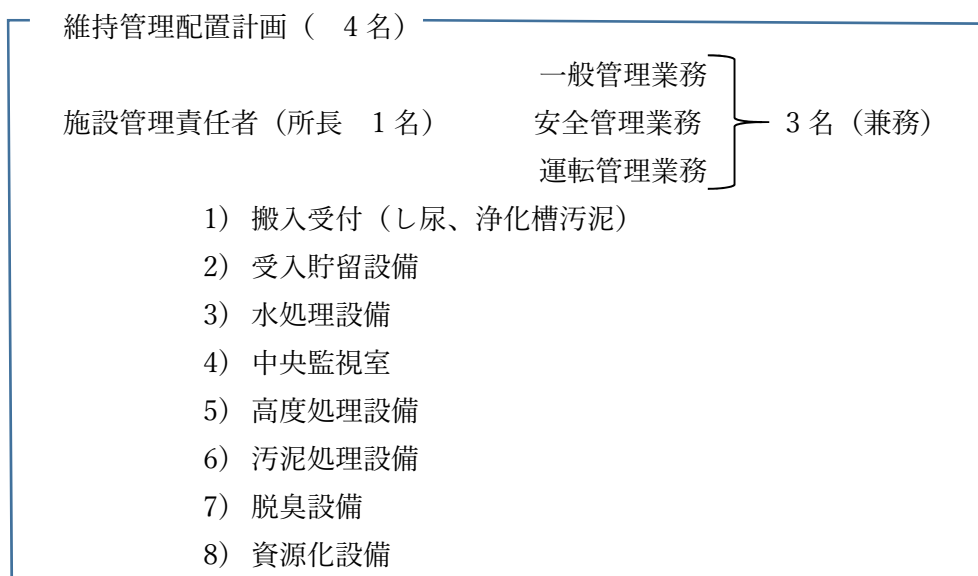 維持管理配置計画（　4名）
一般管理業務
施設管理責任者（所長　1名）　安全管理業務　3名（兼務）
運転管理業務
1） 搬入受付（し尿、浄化槽汚泥）
2） 受入貯留設備
3） 水処理設備
4） 中央監視室
5） 高度処理設備
6） 汚泥処理設備
7） 脱臭設備
8） 資源化設備